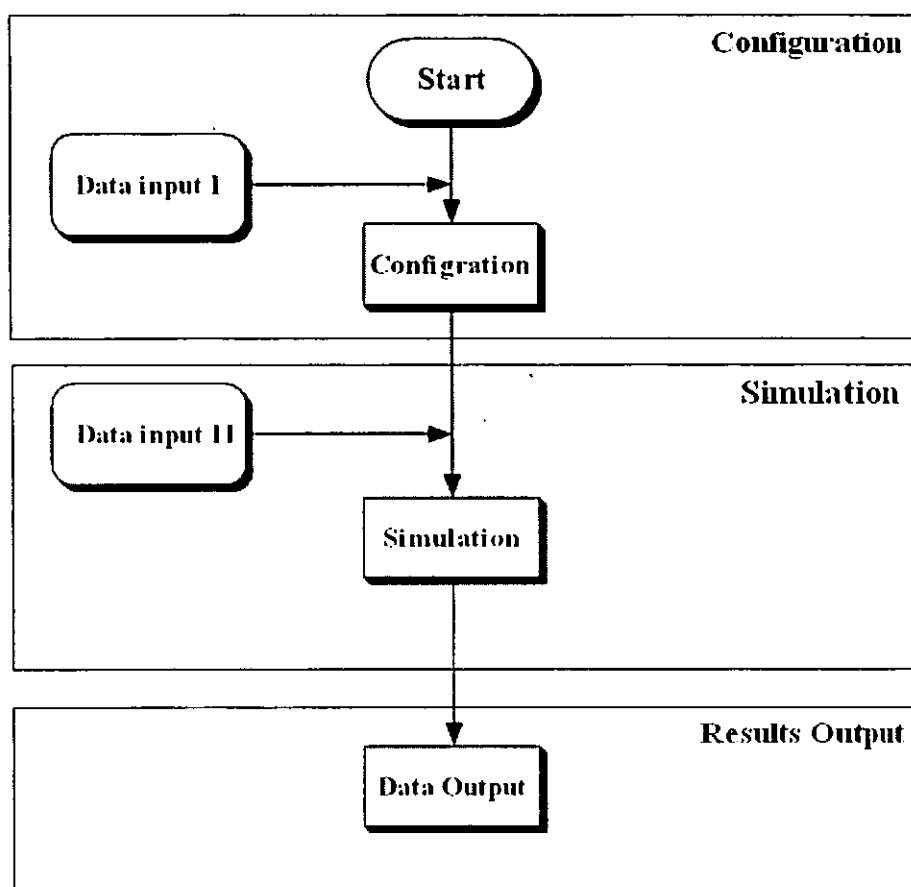 Configuration
Start
Data input I
Configration
Simulation
Data input II
Simulation
Results Output
Data Output